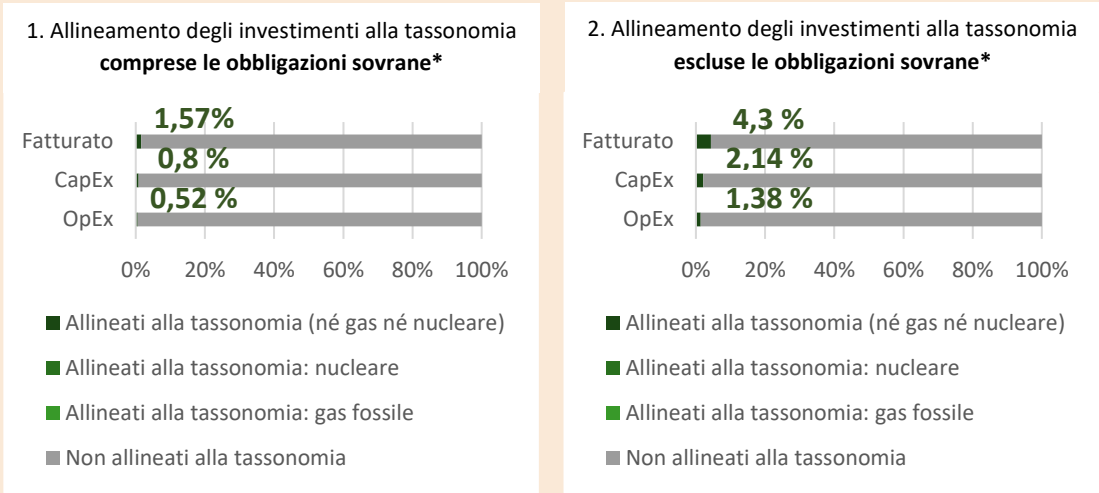 1. Allineamento degli investimenti alla tassonomia
comprese le obbligazioni sovrane*
1,57%
Fatturato
0,8 %
CapEx
0,52 %
OpEx
0% 20% 40% 60% 80% 100%
Allineati alla tassonomia (né gas né nucleare)
Allineati alla tassonomia: nucleare
Allineati alla tassonomia: gas fossile
Non allineati alla tassonomia
2. Allineamento degli investimenti alla tassonomia
escluse le obbligazioni sovrane*
4,3 %
Fatturato
2,14 %
CapEx
1,38 %
OpEx
0% 20% 40% 60% 80% 100%
Allineati alla tassonomia (né gas né nucleare)
Allineati alla tassonomia: nucleare
Allineati alla tassonomia: gas fossile
Non allineati alla tassonomia